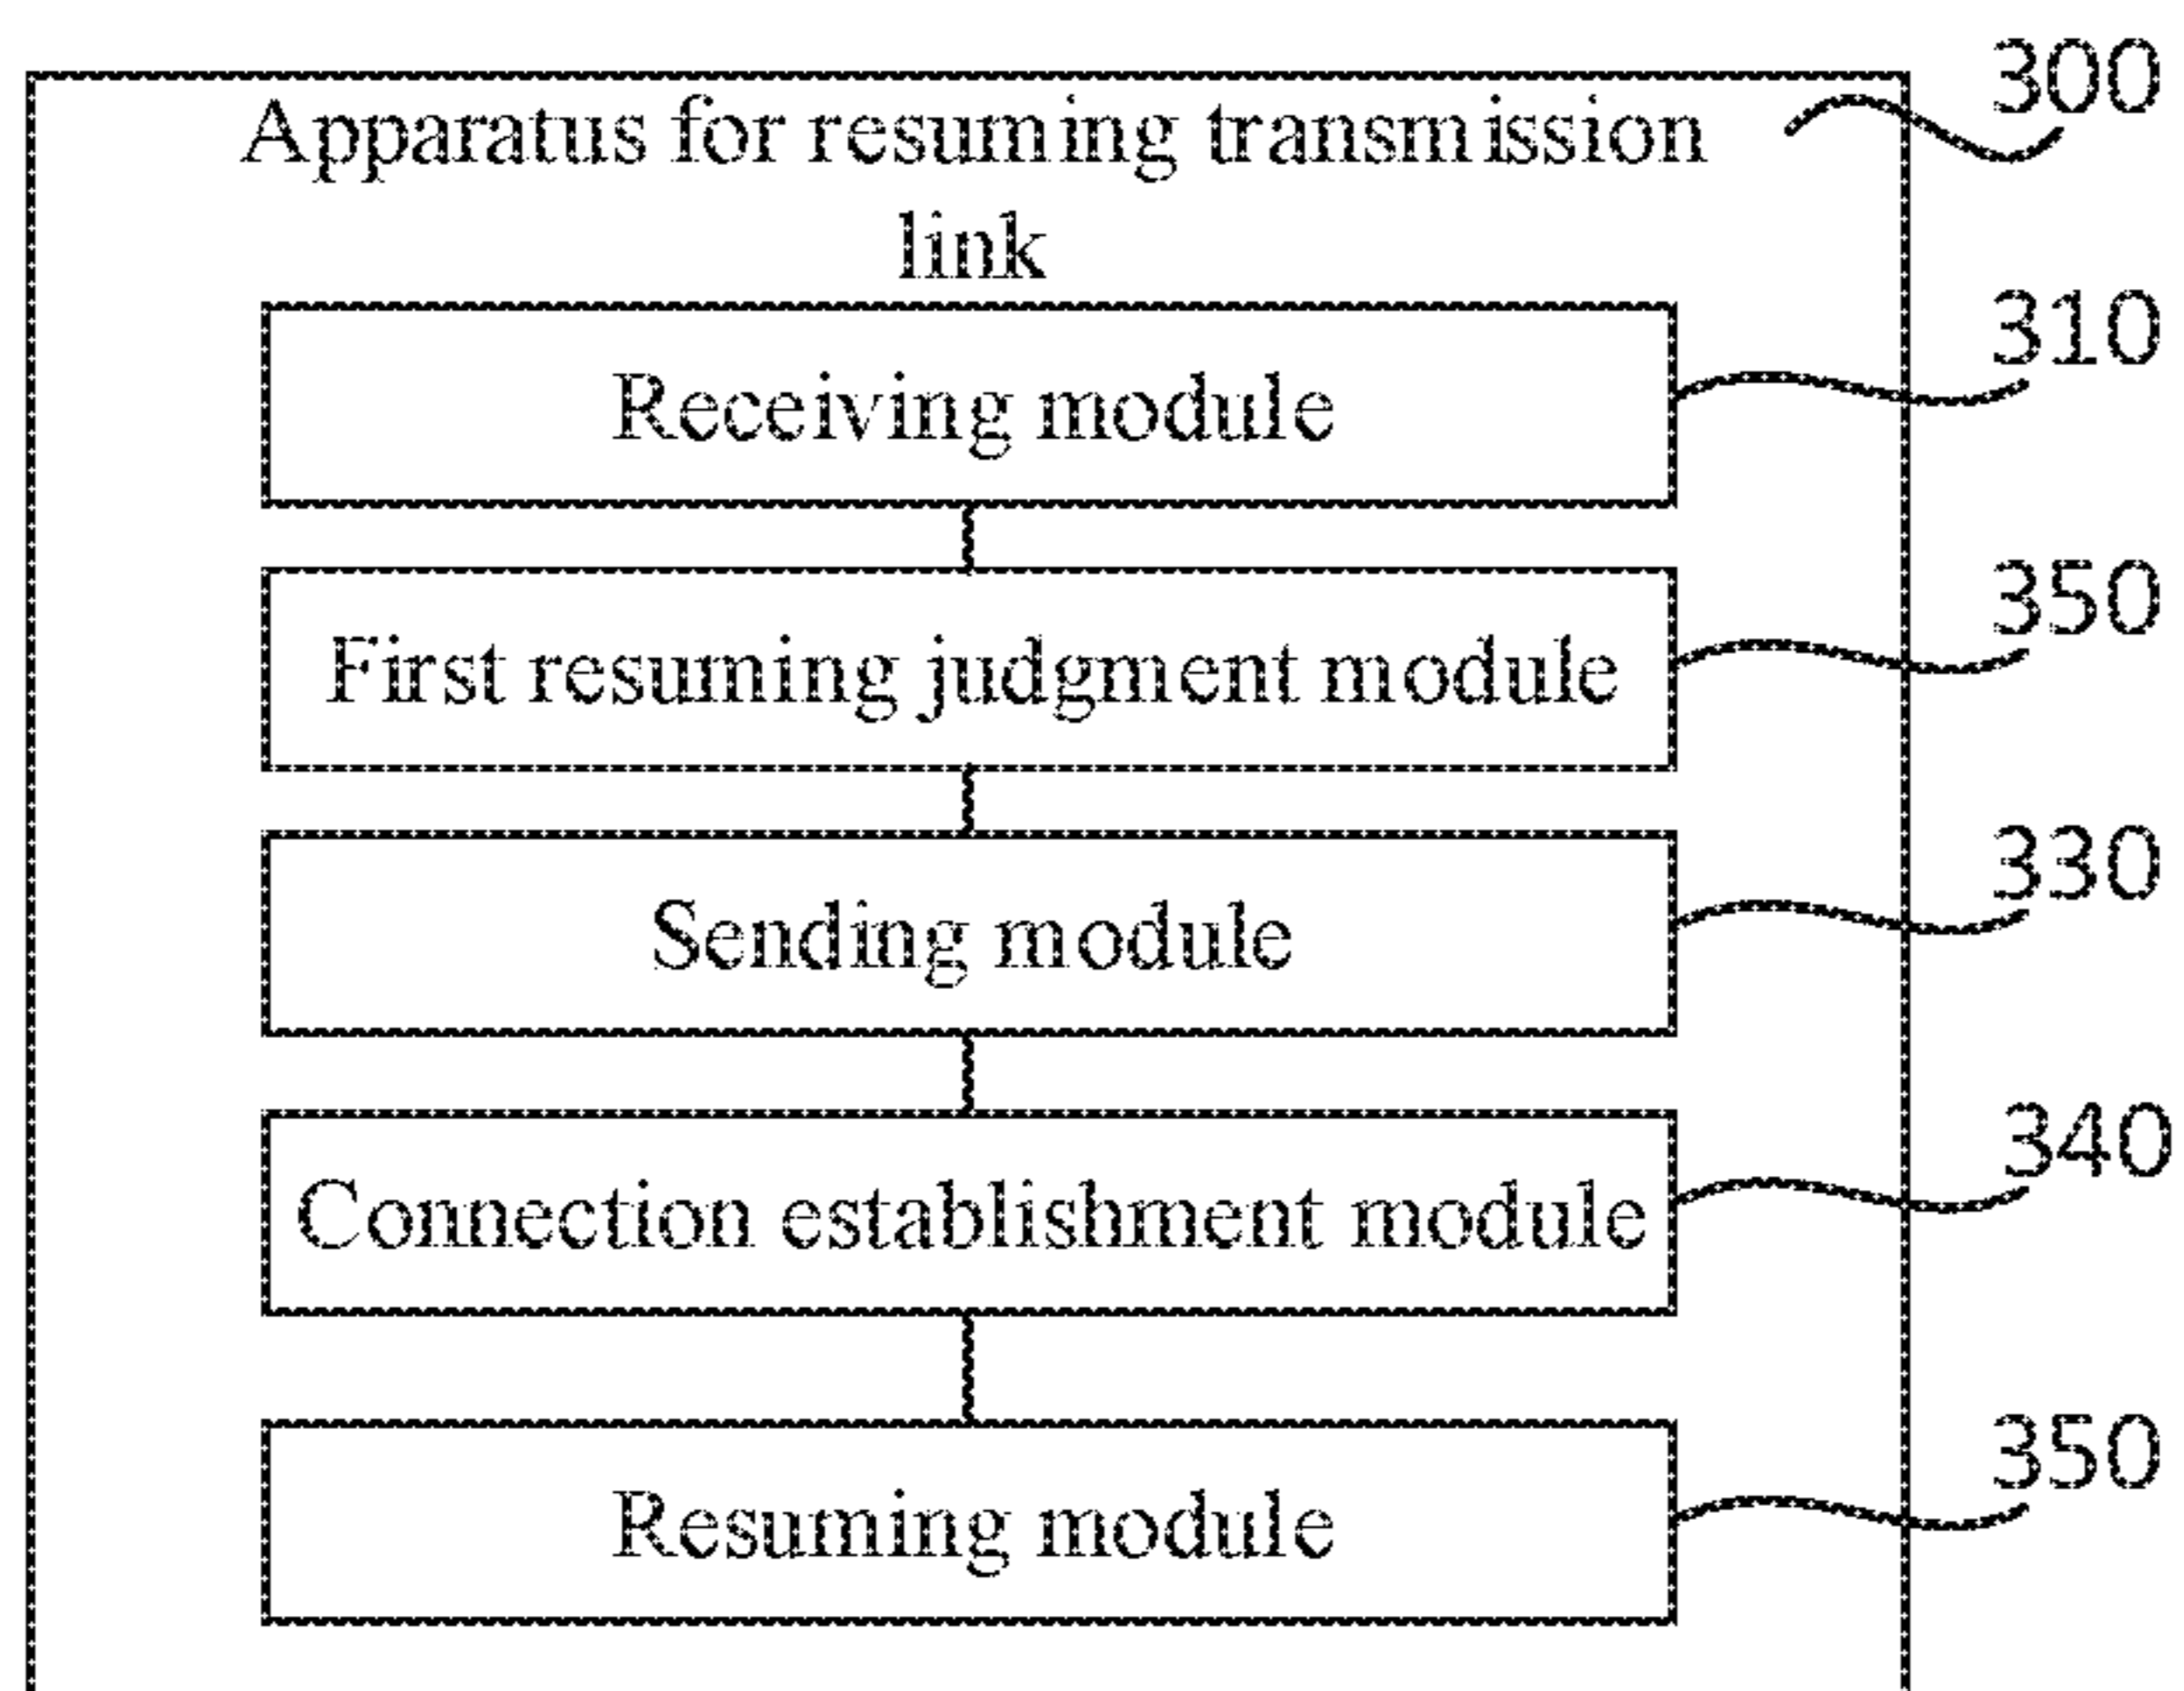 300
Apparatus for resuming transmission
link
310
Receiving module
350
First resuming judgment module
330
Sending module
340
Connection establishment module
350
Resuming module